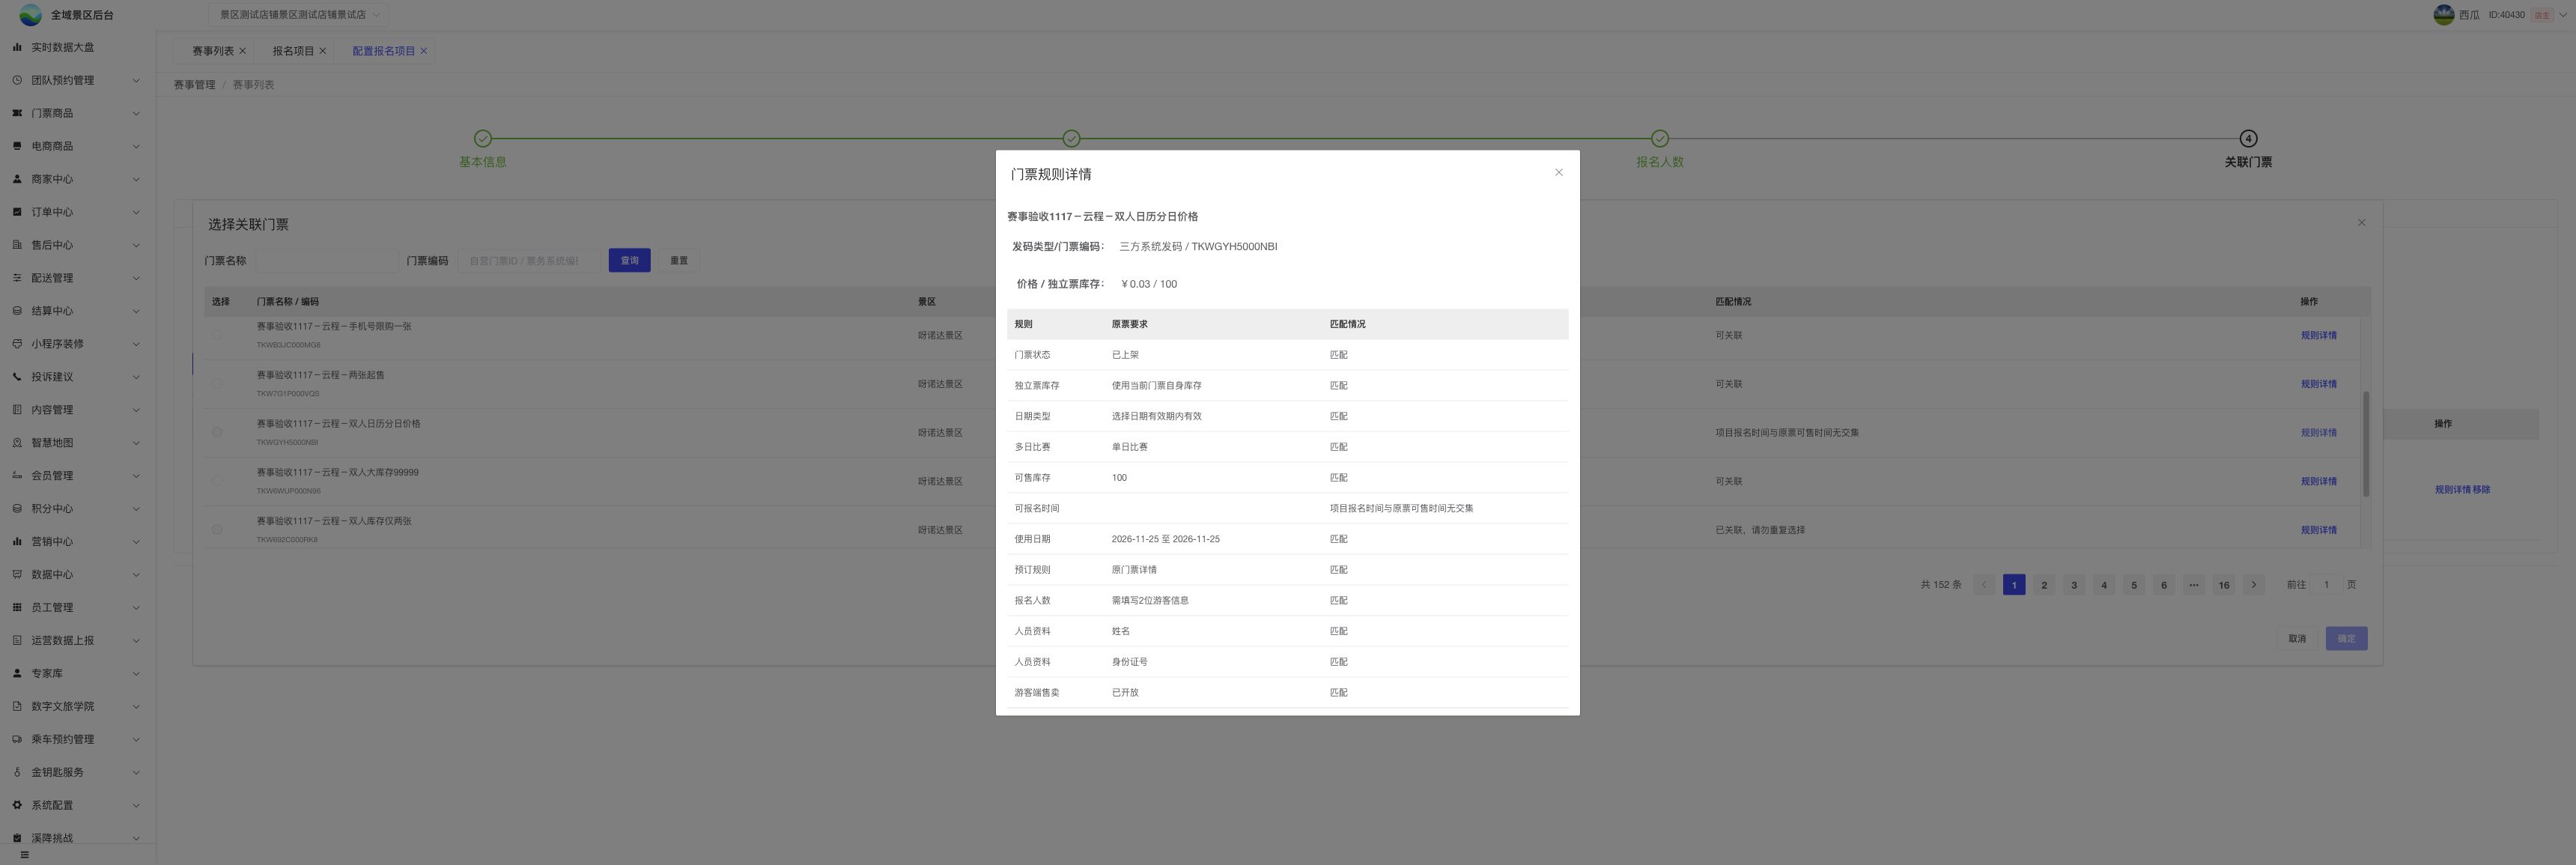 全域景区后台
景区测试店铺景区测试店铺景试店
西瓜 ID:40430 店主
实时数据大盘
团队预约管理
门票商品
电商商品
商家中心
订单中心
售后中心
配送管理
结算中心
小程序装修
投诉建议
内容管理
智慧地图
会员管理
积分中心
营销中心
数据中心
员工管理
运营数据上报
专家库
数字文旅学院
乘车预约管理
金钥匙服务
系统配置
溪降挑战
赛事列表 报名项目 配置报名项目
赛事管理 / 赛事列表
基本信息 报名人数 4 关联门票
选择关联门票
门票名称 门票编码 自营门票ID / 票务系统编码 查询 重置
选择 门票名称 / 编码 景区 匹配情况 操作
赛事验收1117－云程－手机号限购一张
TKWB0JC000MG8
呀诺达景区 可关联 规则详情
赛事验收1117－云程－两张起售
TKW7G1P000VQS
呀诺达景区 可关联 规则详情
赛事验收1117－云程－双人日历分日价格
TKWGYH5000NBI
呀诺达景区 项目报名时间与原票可售时间无交集 规则详情
赛事验收1117－云程－双人大库存99999
TKW6WUP000N96
呀诺达景区 可关联 规则详情
赛事验收1117－云程－双人库存仅两张
TKW692C000RK8
呀诺达景区 已关联，请勿重复选择 规则详情
操作
规则详情 移除
共 152 条 1 2 3 4 5 6 ··· 16 前往 1 页
取消 确定
门票规则详情
赛事验收1117－云程－双人日历分日价格
发码类型/门票编码： 三方系统发码 / TKWGYH5000NBI
价格 / 独立票库存： ¥ 0.03 / 100
规则 原票要求 匹配情况
门票状态 已上架 匹配
独立票库存 使用当前门票自身库存 匹配
日期类型 选择日期有效期内有效 匹配
多日比赛 单日比赛 匹配
可售库存 100 匹配
可报名时间 项目报名时间与原票可售时间无交集
使用日期 2026-11-25 至 2026-11-25 匹配
预订规则 原门票详情 匹配
报名人数 需填写2位游客信息 匹配
人员资料 姓名 匹配
人员资料 身份证号 匹配
游客端售卖 已开放 匹配